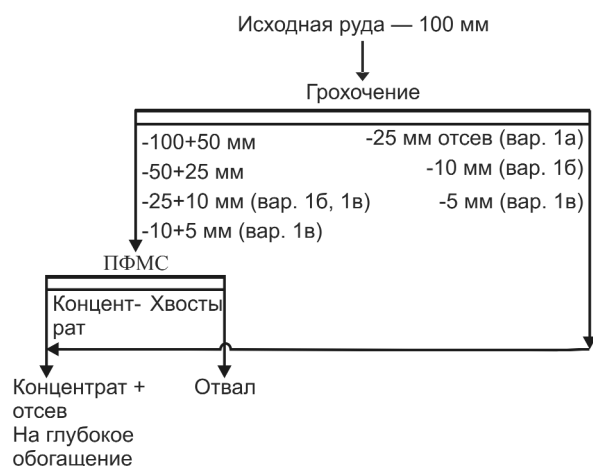 Исходная руда — 100 мм
Грохочение
-100+50 мм
-25 мм отсев (вар. 1а)
-50+25 мм
-10 мм (вар. 1б)
-25+10 мм (вар. 1б, 1в)
-5 мм (вар. 1в)
-10+5 мм (вар. 1в)
ПФМС
Концент- Хвосты
рат
Концентрат +
Отвал
отсев
На глубокое
обогащение